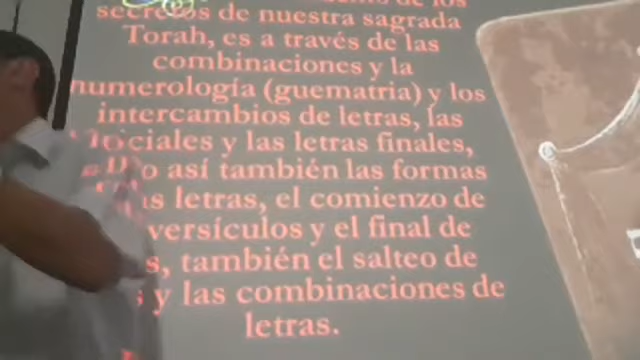 secretos de nuestra sagrada
Torah, es a través de las
combinaciones y la
numerología (guematria) y los
intercambios de letras, las
iniciales y las letras finales,
o así también las formas
letras, el comienzo de
versículos y el final de
también el salteo de
y las combinaciones de
letras.